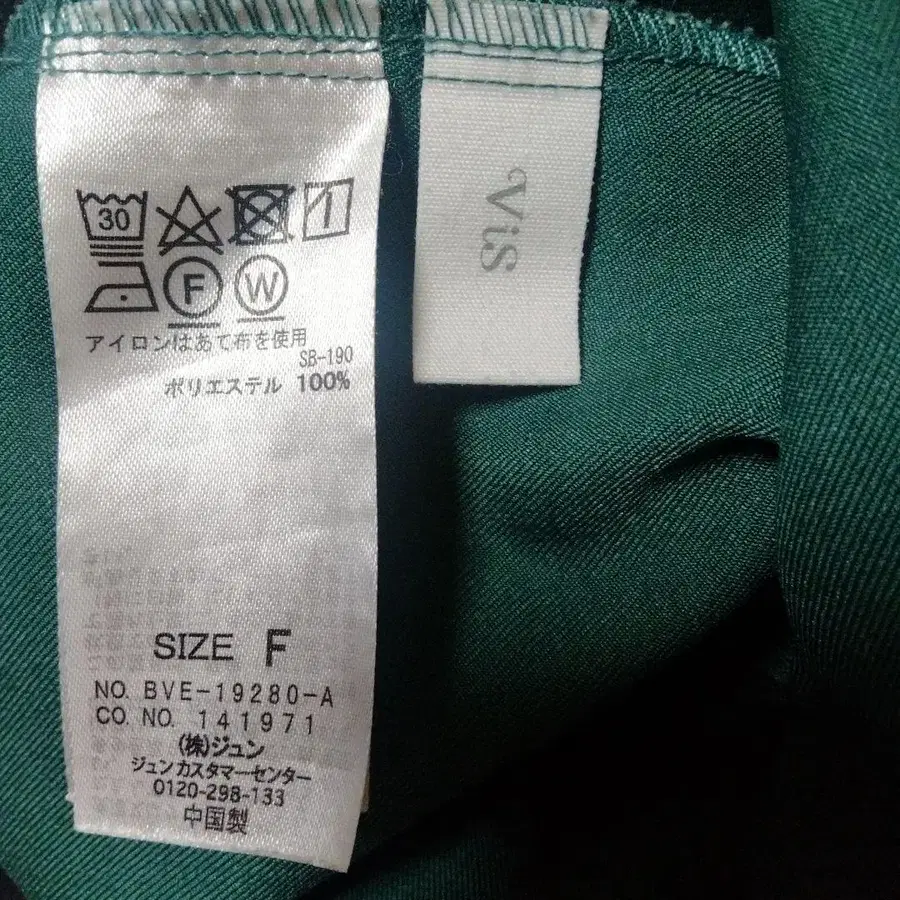 30
F W
アイロンはあて布を使用
SB-190
ポリエステル 100%
SIZE F
NO. BVE-19280-A
CO. NO. 141971
(株)ジュン
ジュンカスタマーセンター
0120-298-133
中国製
ViS